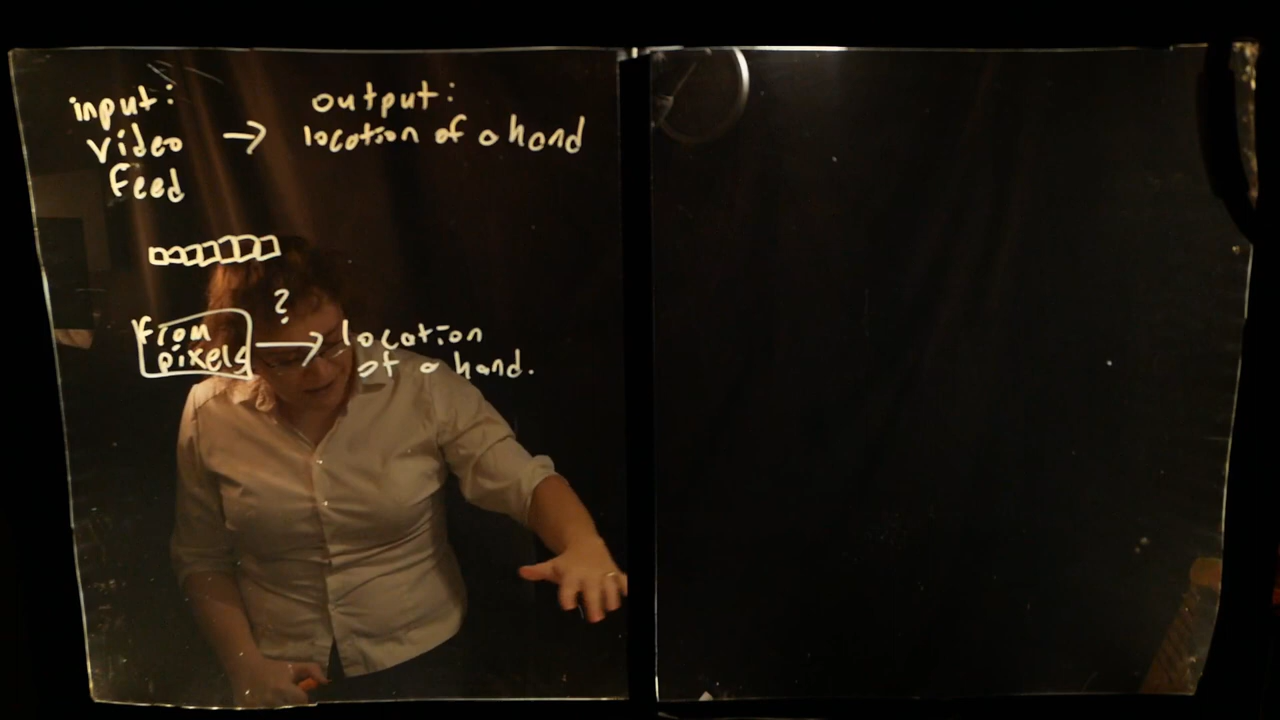 input: output:
video → location of a hand
feed
?
from → location
pixels of a hand.